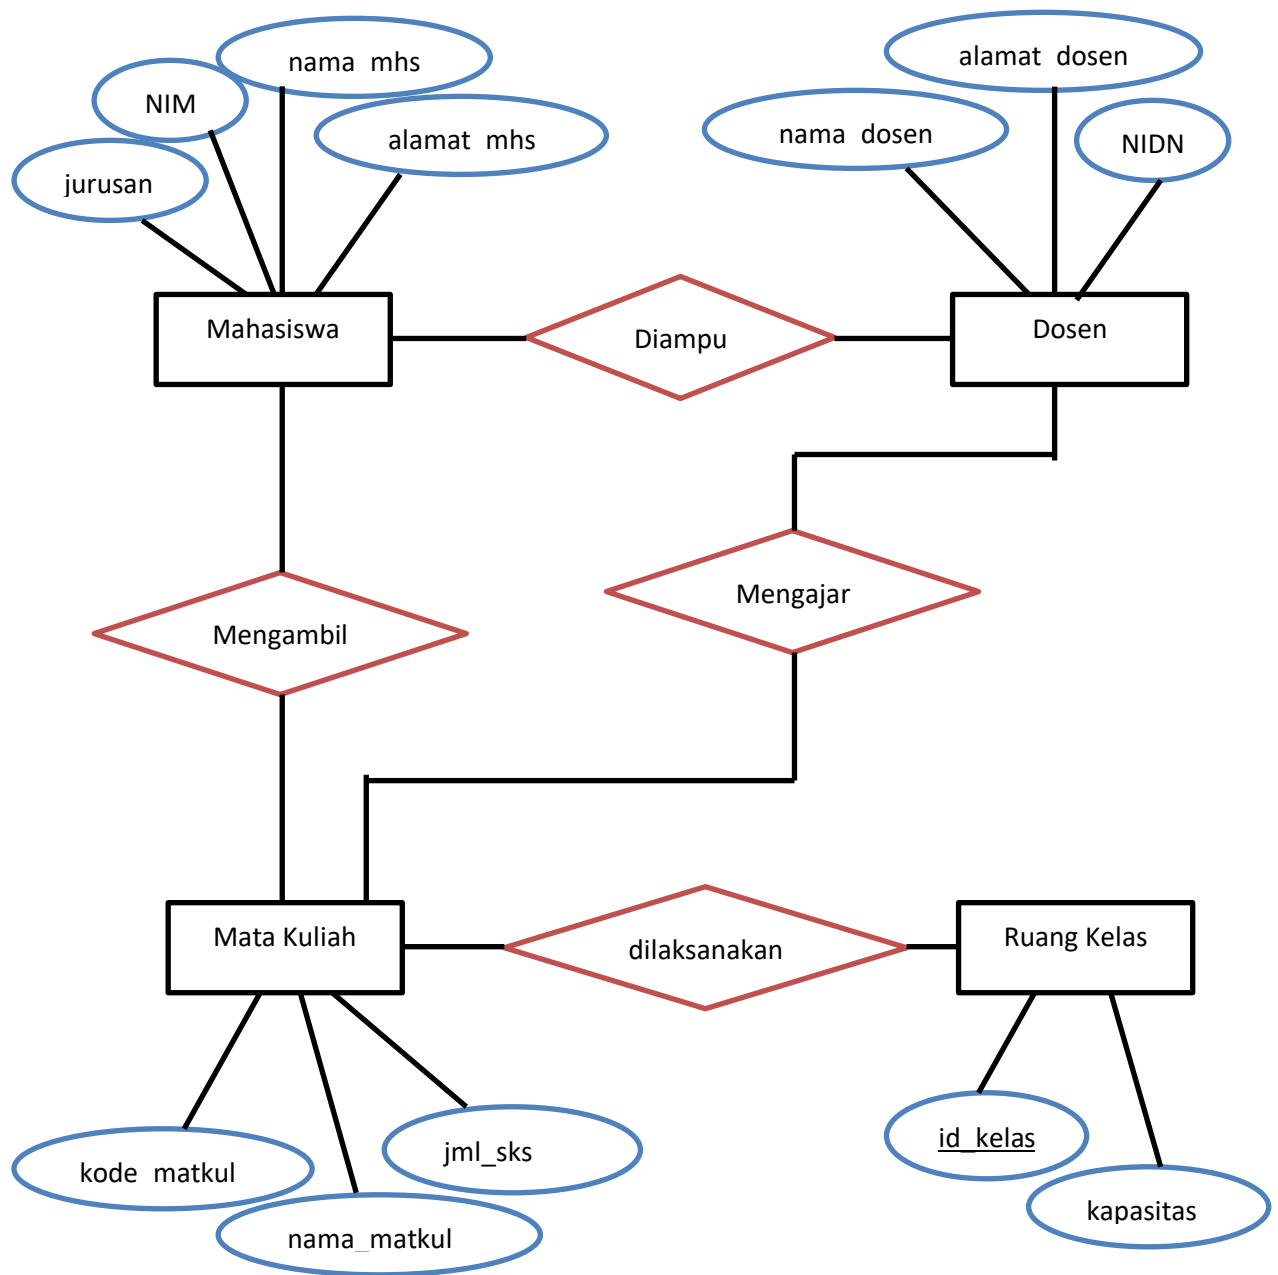 nama mhs
alamat dosen
NIM
alamat mhs
nama dosen
NIDN
jurusan
Mahasiswa
Diampu
Dosen
Mengambil
Mengajar
Mata Kuliah
dilaksanakan
Ruang Kelas
kode matkul
jml_sks
id_kelas
nama_matkul
kapasitas